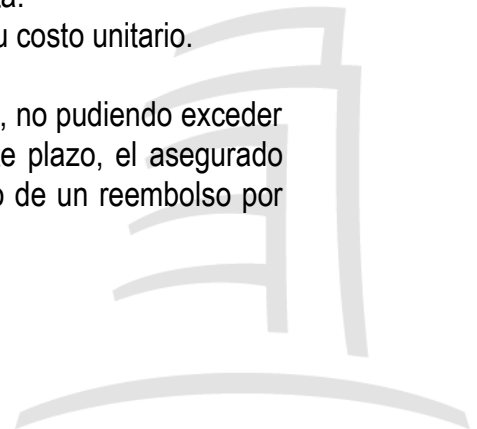 u costo unitario.
, no pudiendo exceder
e plazo, el asegurado
o de un reembolso por